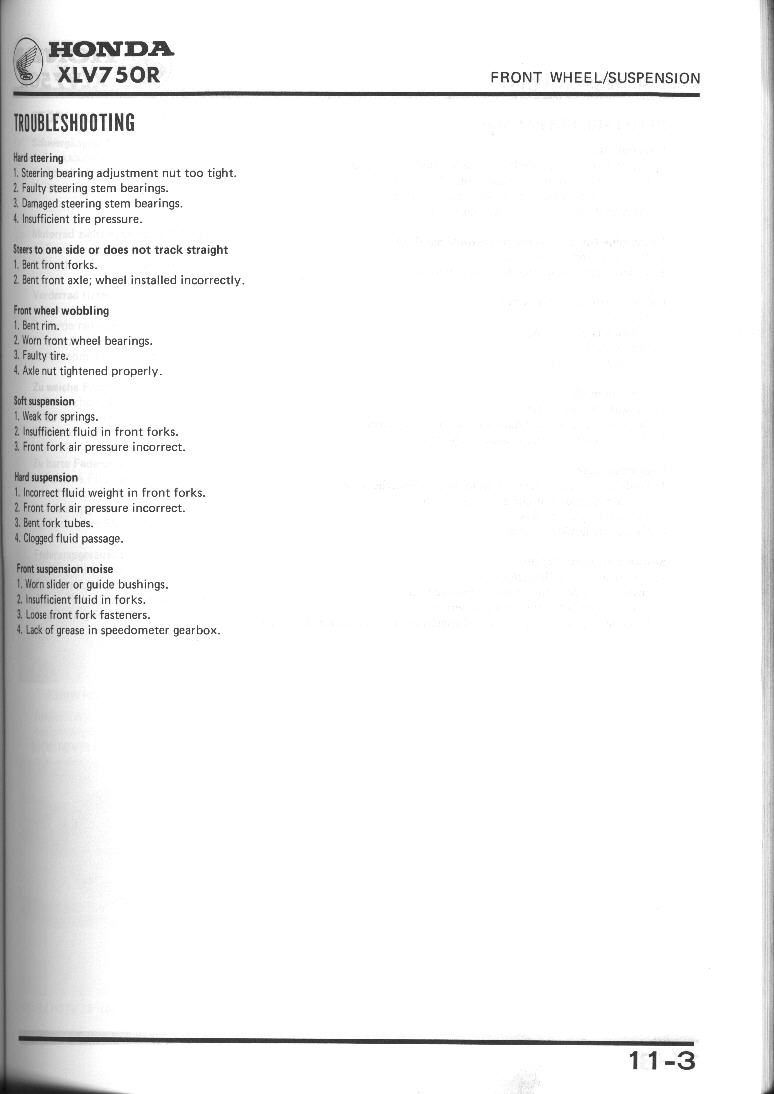 HONDA
XLV750R
FRONT WHEEL/SUSPENSION
TROUBLESHOOTING
Hard steering
1. Steering bearing adjustment nut too tight.
2. Faulty steering stem bearings.
3. Damaged steering stem bearings.
4. Insufficient tire pressure.
Steers to one side or does not track straight
1. Bent front forks.
2. Bent front axle; wheel installed incorrectly.
Front wheel wobbling
1. Bent rim.
2. Worn front wheel bearings.
3. Faulty tire.
4. Axle nut tightened properly.
Soft suspension
1. Weak for springs.
2. Insufficient fluid in front forks.
3. Front fork air pressure incorrect.
Hard suspension
1. Incorrect fluid weight in front forks.
2. Front fork air pressure incorrect.
3. Bent fork tubes.
4. Clogged fluid passage.
Front suspension noise
1. Worn slider or guide bushings.
2. Insufficient fluid in forks.
3. Loose front fork fasteners.
4. Lack of grease in speedometer gearbox.
11-3